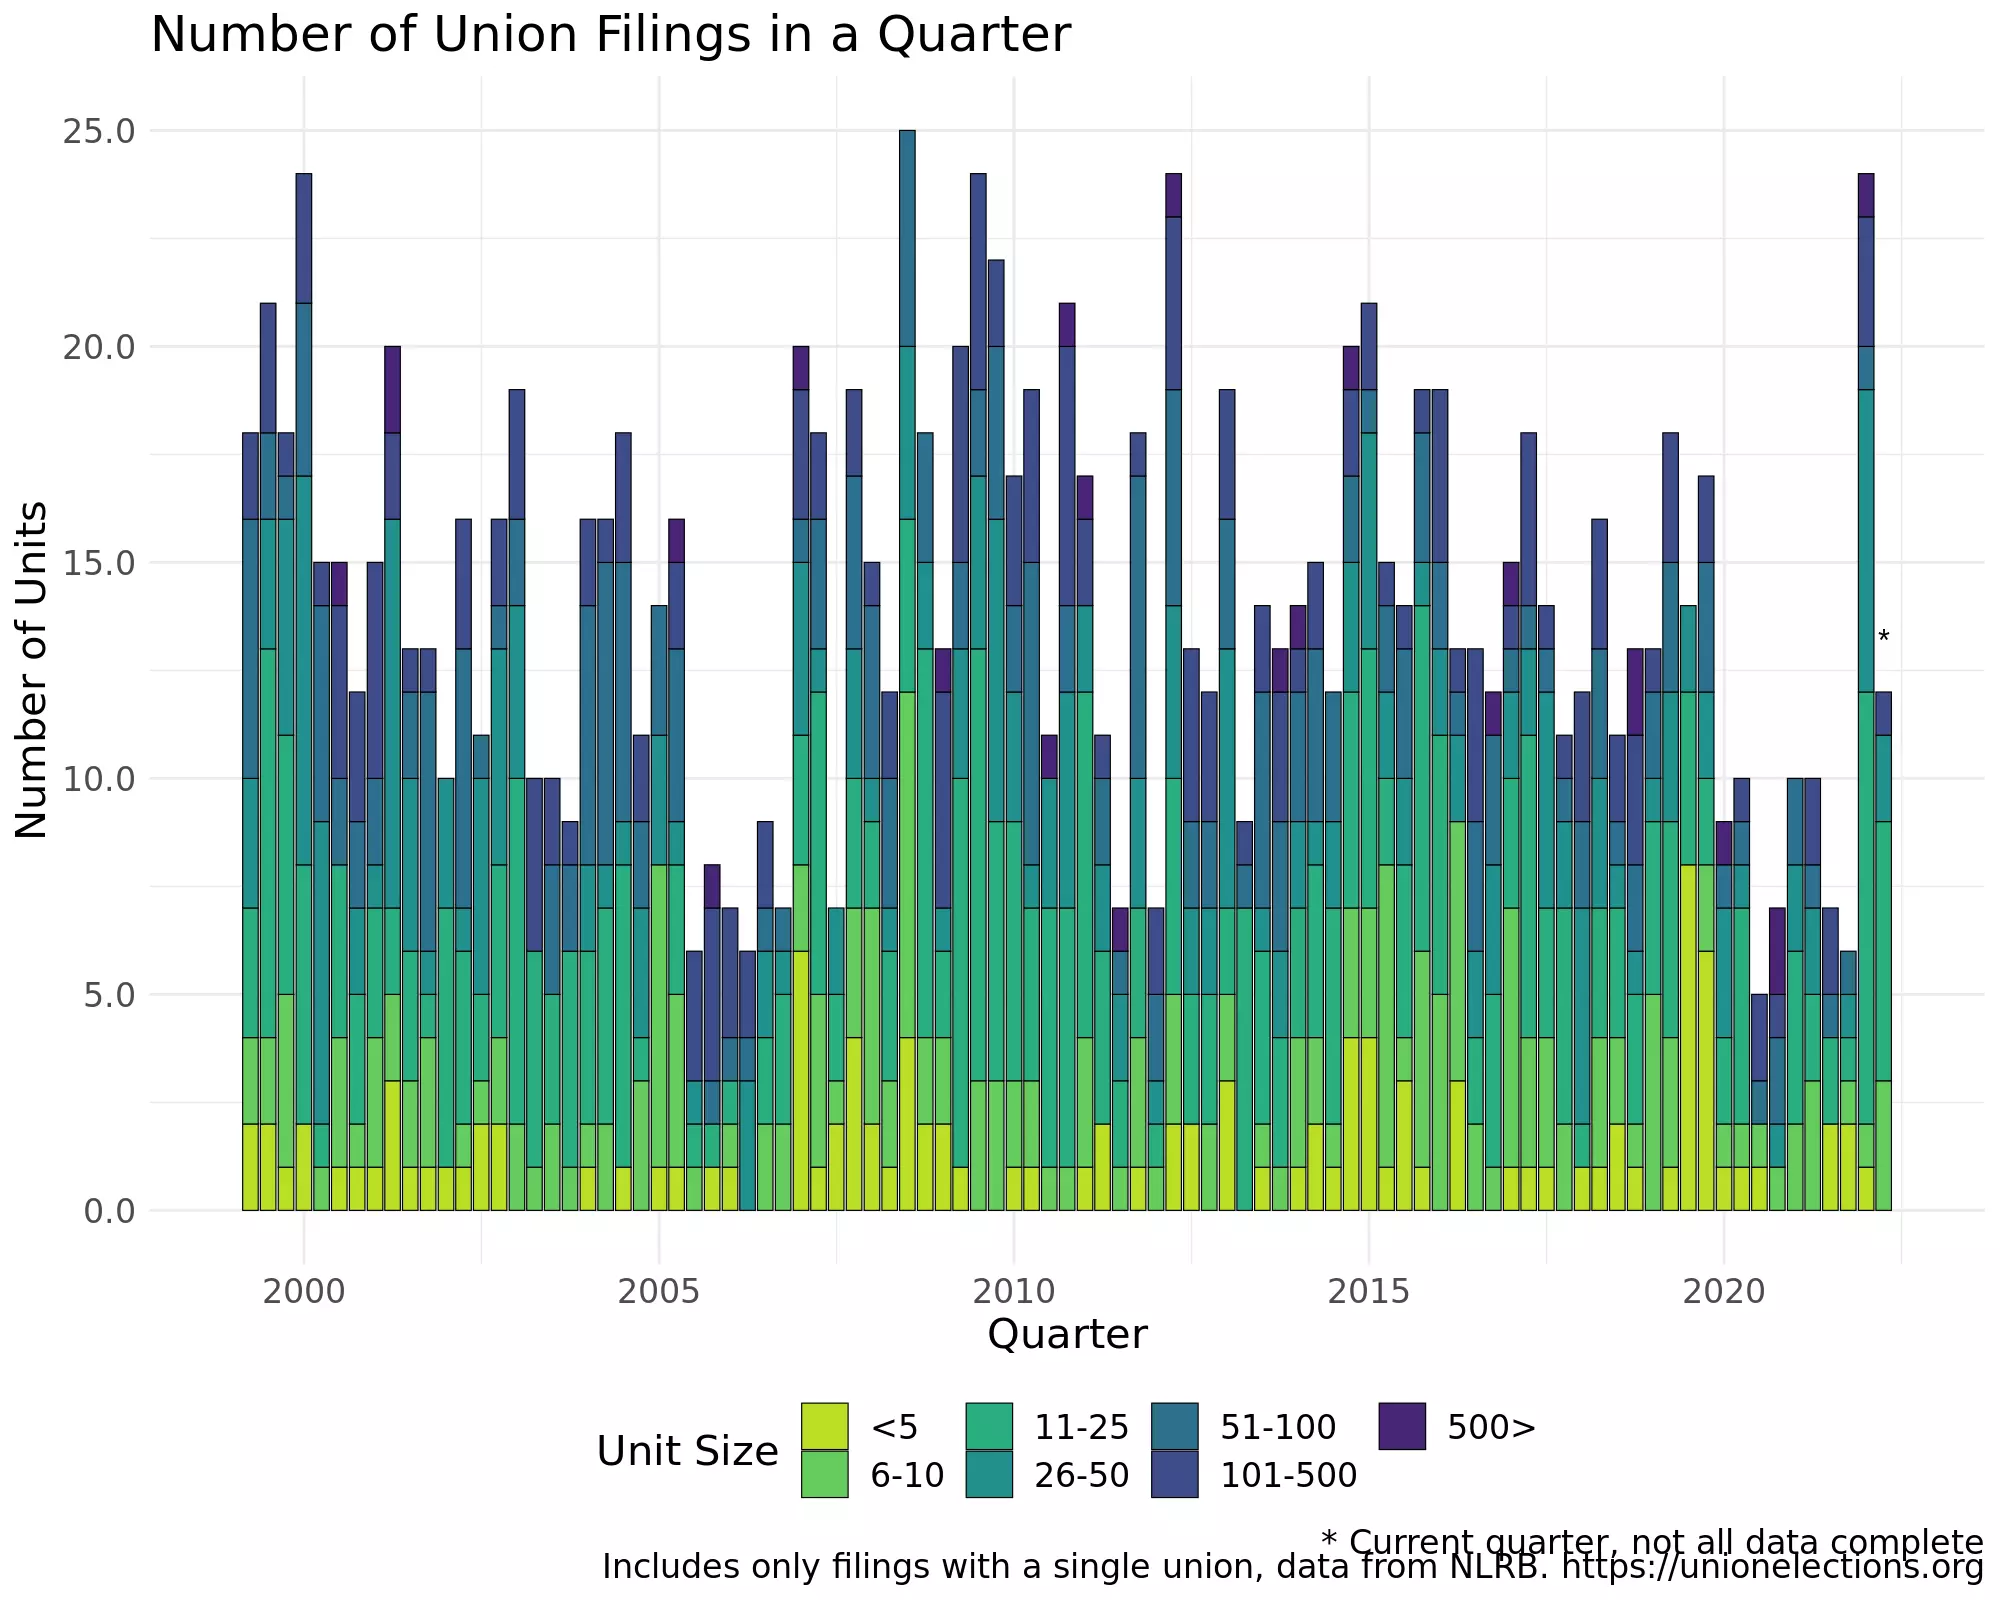 Number of Union Filings in a Quarter
25.0
20.0
15.0
10.0
5.0
0.0
Number of Units
*
2000 2005 2010 2015 2020
Quarter
Unit Size
<5 11-25 51-100 500>
6-10 26-50 101-500
* Current quarter, not all data complete
Includes only filings with a single union, data from NLRB. https://unionelections.org